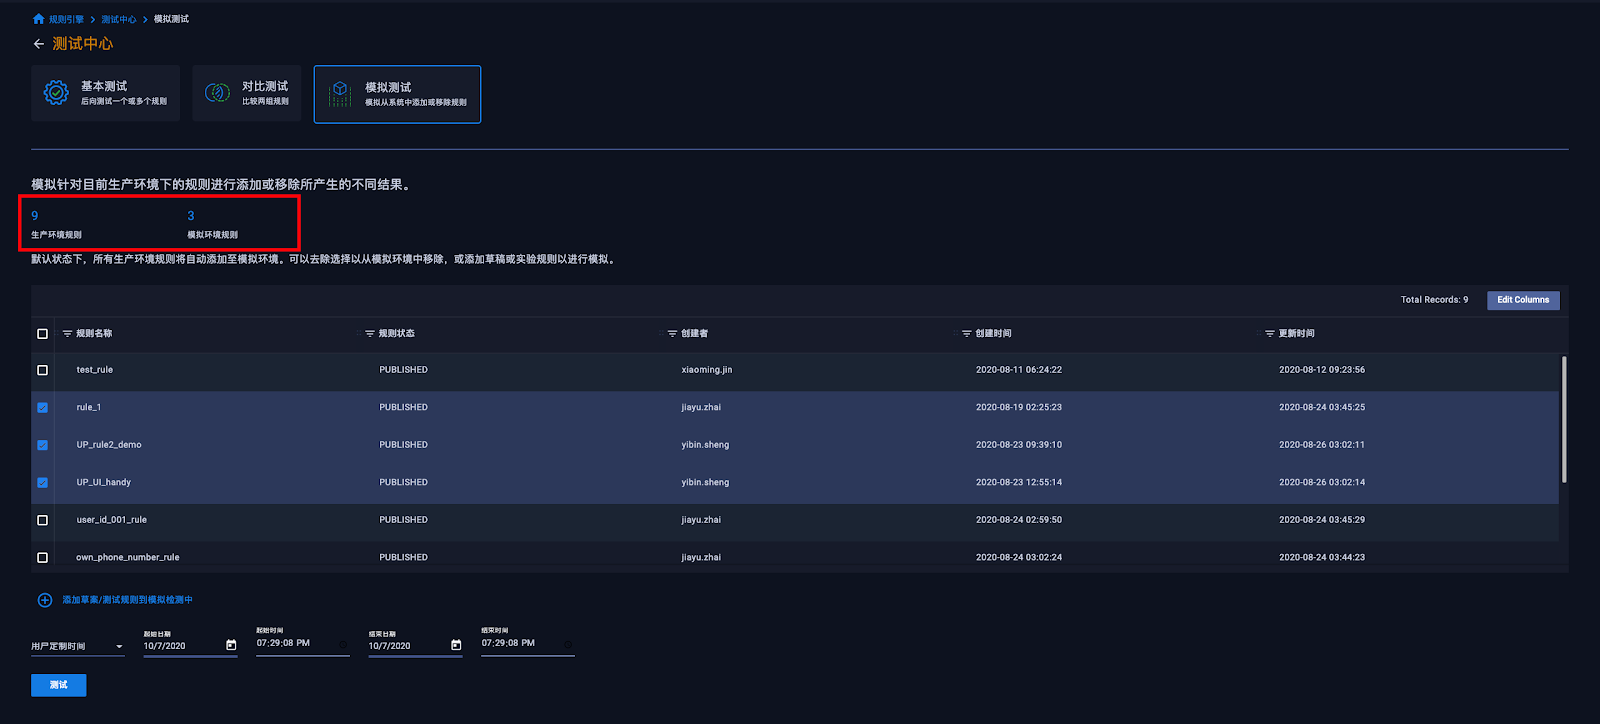 规则引擎 > 测试中心 > 模拟测试
← 测试中心
基本测试
后向测试一个或多个规则
对比测试
比较两组规则
模拟测试
模拟从系统中添加或移除规则
模拟针对目前生产环境下的规则进行添加或移除所产生的不同结果。
9 3
生产环境规则 模拟环境规则
默认状态下，所有生产环境规则将自动添加至模拟环境。可以去除选择以从模拟环境中移除，或添加草稿或实验规则以进行模拟。
Total Records: 9 Edit Columns
规则名称 规则状态 创建者 创建时间 更新时间
test_rule PUBLISHED xiaoming.jin 2020-08-11 06:24:22 2020-08-12 09:23:56
rule_1 PUBLISHED jiayu.zhai 2020-08-19 02:25:23 2020-08-24 03:45:25
UP_rule2_demo PUBLISHED yibin.sheng 2020-08-23 09:39:10 2020-08-26 03:02:11
UP_UI_handy PUBLISHED yibin.sheng 2020-08-23 12:55:14 2020-08-26 03:02:14
user_id_001_rule PUBLISHED jiayu.zhai 2020-08-24 02:59:50 2020-08-24 03:45:29
own_phone_number_rule PUBLISHED jiayu.zhai 2020-08-24 03:02:24 2020-08-24 03:44:23
添加草案/测试规则到模拟检测中
起始日期 起始时间 结束日期 结束时间
用户定制时间 10/7/2020 07:29:08 PM 10/7/2020 07:29:08 PM
测试